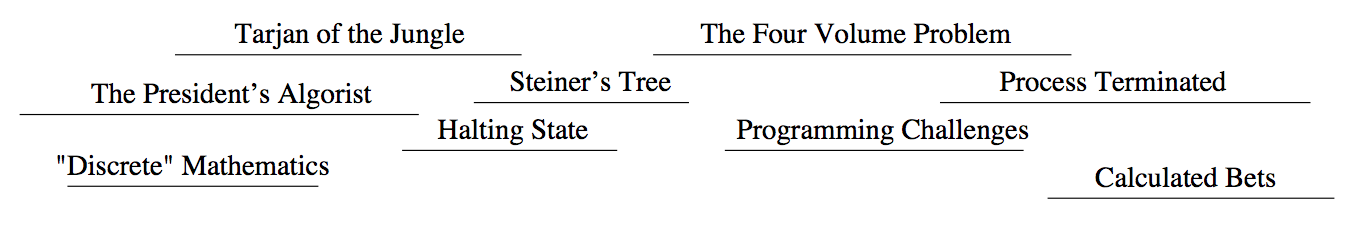 Tarjan of the Jungle
The Four Volume Problem
Steiner's Tree
Process Terminated
The President's Algorist
Halting State
Programming Challenges
"Discrete" Mathematics
Calculated Bets